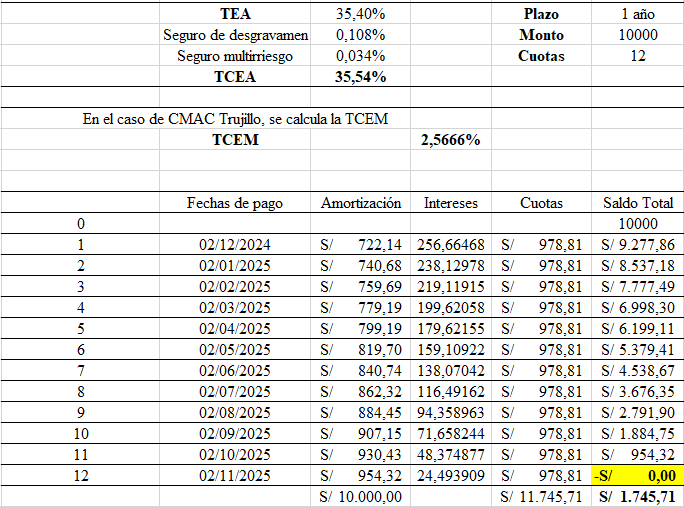 TEA 35,40% Plazo 1 año
Seguro de desgravamen 0,108% Monto 10000
Seguro multirriesgo 0,034% Cuotas 12
TCEA 35,54%
En el caso de CMAC Trujillo, se calcula la TCEM
TCEM 2,5666%
Fechas de pago Amortización Intereses Cuotas Saldo Total
0 10000
1 02/12/2024 S/ 722,14 256,66468 S/ 978,81 S/ 9.277,86
2 02/01/2025 S/ 740,68 238,12978 S/ 978,81 S/ 8.537,18
3 02/02/2025 S/ 759,69 219,11915 S/ 978,81 S/ 7.777,49
4 02/03/2025 S/ 779,19 199,62058 S/ 978,81 S/ 6.998,30
5 02/04/2025 S/ 799,19 179,62155 S/ 978,81 S/ 6.199,11
6 02/05/2025 S/ 819,70 159,10922 S/ 978,81 S/ 5.379,41
7 02/06/2025 S/ 840,74 138,07042 S/ 978,81 S/ 4.538,67
8 02/07/2025 S/ 862,32 116,49162 S/ 978,81 S/ 3.676,35
9 02/08/2025 S/ 884,45 94,358963 S/ 978,81 S/ 2.791,90
10 02/09/2025 S/ 907,15 71,658244 S/ 978,81 S/ 1.884,75
11 02/10/2025 S/ 930,43 48,374877 S/ 978,81 S/ 954,32
12 02/11/2025 S/ 954,32 24,493909 S/ 978,81 -S/ 0,00
S/ 10.000,00 S/ 11.745,71 S/ 1.745,71